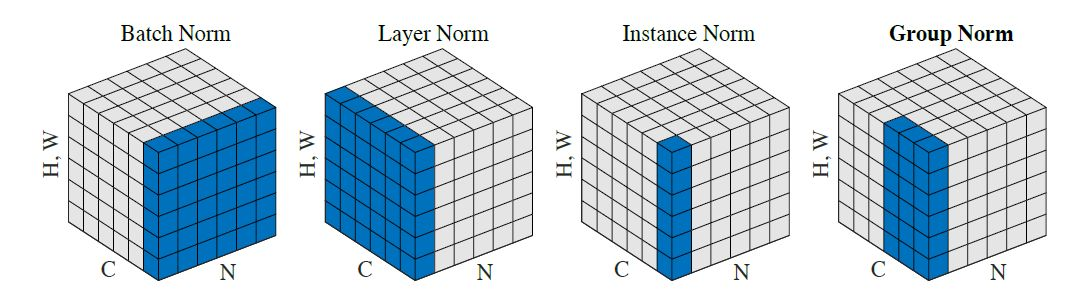 Batch Norm
Layer Norm
Instance Norm
Group Norm
H, W
C
N
H, W
C
N
H, W
C
N
H, W
C
N